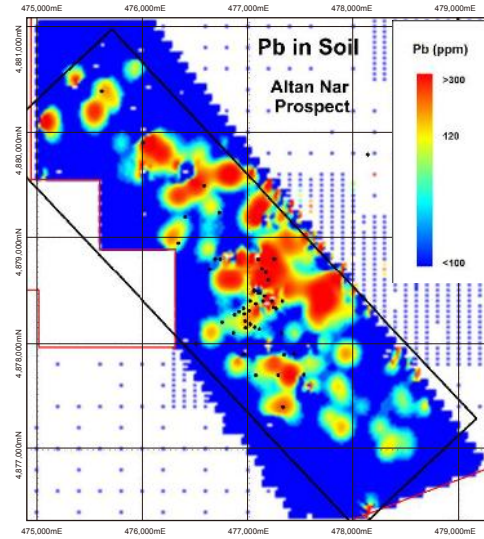 475,000mE 476,000mE 477,000mE 478,000mE 479,000mE
4,881,000mN
4,880,000mN
4,879,000mN
4,878,000mN
4,877,000mN
Pb in Soil
Altan Nar
Prospect
Pb (ppm)
>300
120
<100
475,000mE 476,000mE 477,000mE 478,000mE 479,000mE